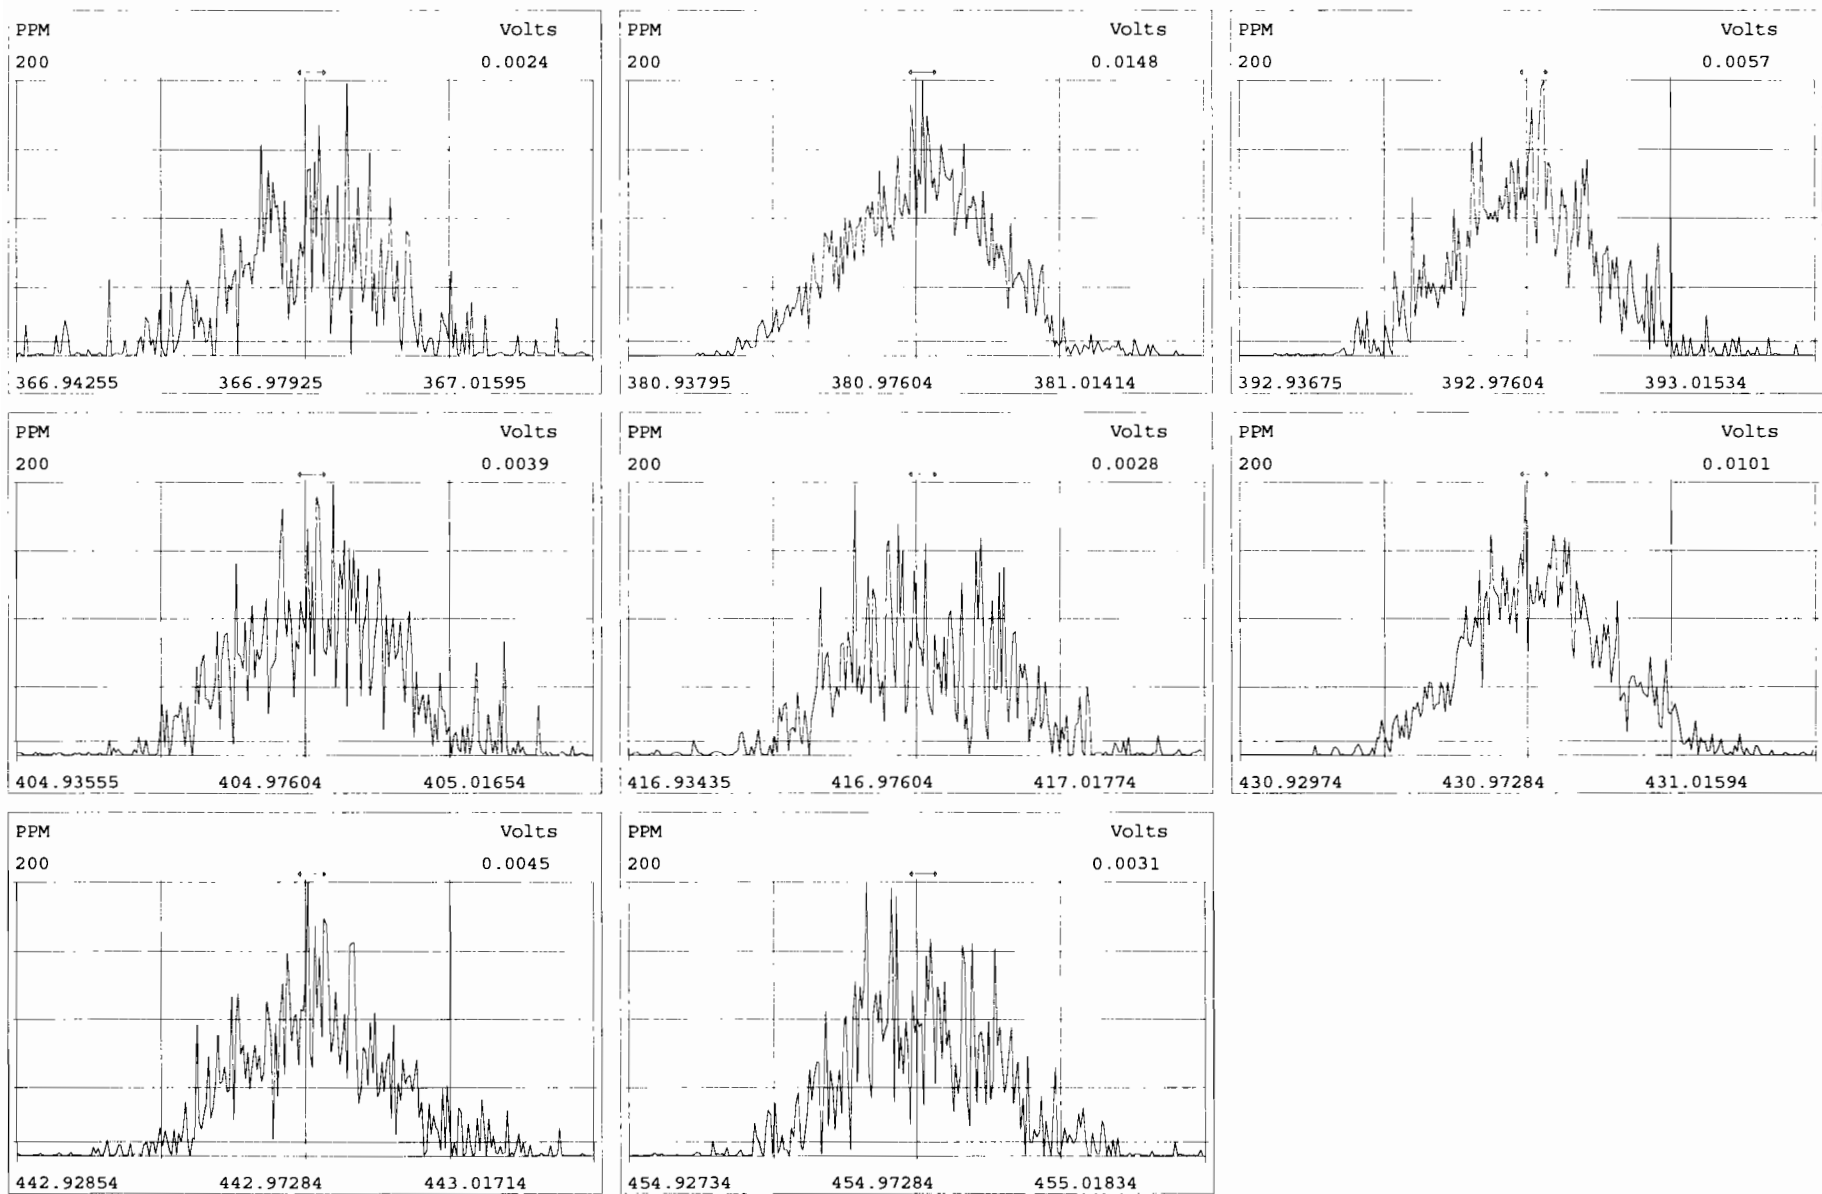 PPM Volts
200 0.0024
366.94255 366.97925 367.01595
PPM Volts
200 0.0148
380.93795 380.97604 381.01414
PPM Volts
200 0.0057
392.93675 392.97604 393.01534
PPM Volts
200 0.0039
404.93555 404.97604 405.01654
PPM Volts
200 0.0028
416.93435 416.97604 417.01774
PPM Volts
200 0.0101
430.92974 430.97284 431.01594
PPM Volts
200 0.0045
442.92854 442.97284 443.01714
PPM Volts
200 0.0031
454.92734 454.97284 455.01834